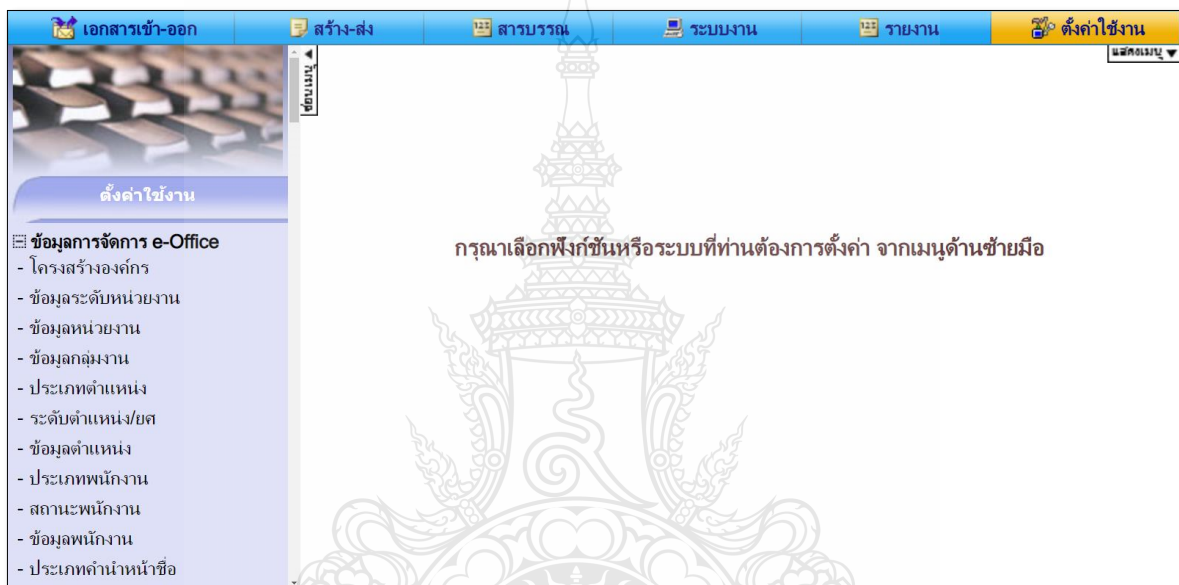 เอกสารเข้า-ออก
สร้าง-ส่ง
สารบรรณ
ระบบงาน
รายงาน
ตั้งค่าใช้งาน
แสดงเมนู ▼
ซ่อนเมนู ▲
ตั้งค่าใช้งาน
ข้อมูลการจัดการ e-Office
- โครงสร้างองค์กร
- ข้อมูลระดับหน่วยงาน
- ข้อมูลหน่วยงาน
- ข้อมูลกลุ่มงาน
- ประเภทตำแหน่ง
- ระดับตำแหน่ง/ยศ
- ข้อมูลตำแหน่ง
- ประเภทพนักงาน
- สถานะพนักงาน
- ข้อมูลพนักงาน
- ประเภทคำนำหน้าชื่อ
กรุณาเลือกฟังก์ชันหรือระบบที่ท่านต้องการตั้งค่า จากเมนูด้านซ้ายมือ